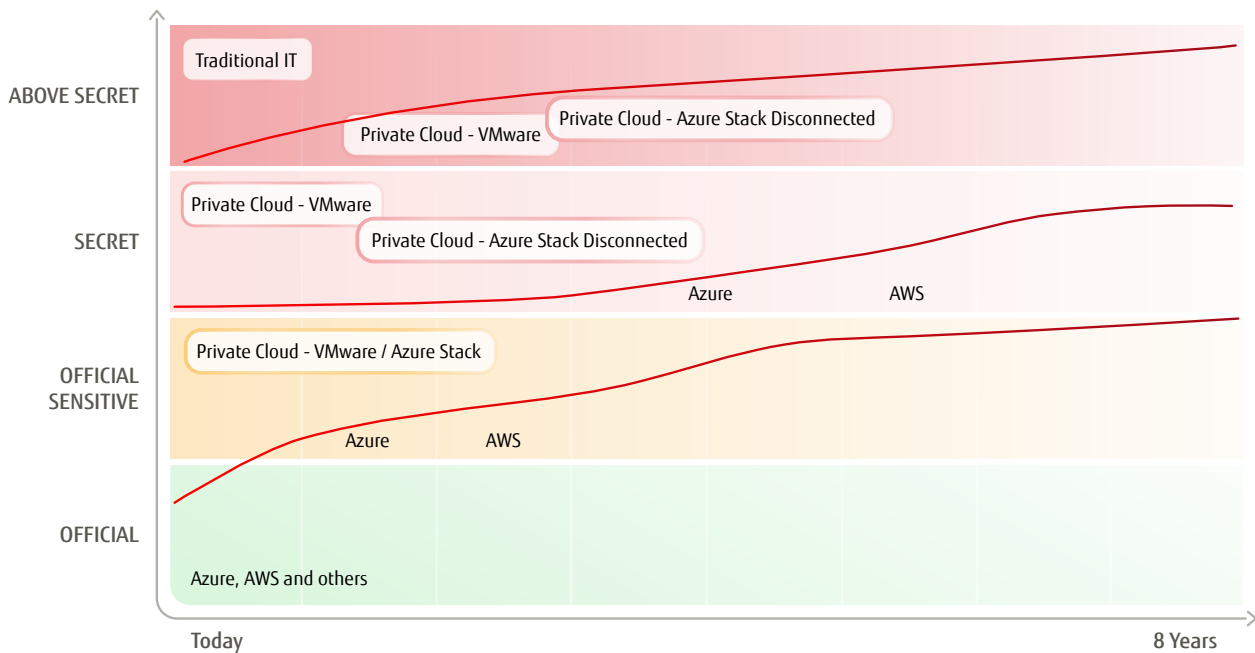 ABOVE SECRET
Traditional IT
Private Cloud - VMware
Private Cloud - Azure Stack Disconnected
SECRET
Private Cloud - VMware
Private Cloud - Azure Stack Disconnected
Azure
AWS
OFFICIAL
SENSITIVE
Private Cloud - VMware / Azure Stack
Azure
AWS
OFFICIAL
Azure, AWS and others
Today
8 Years